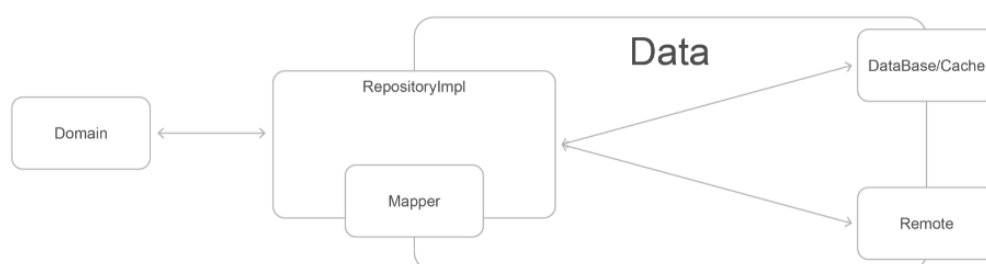 Data
DataBase/Cache
RepositoryImpl
Domain
Mapper
Remote